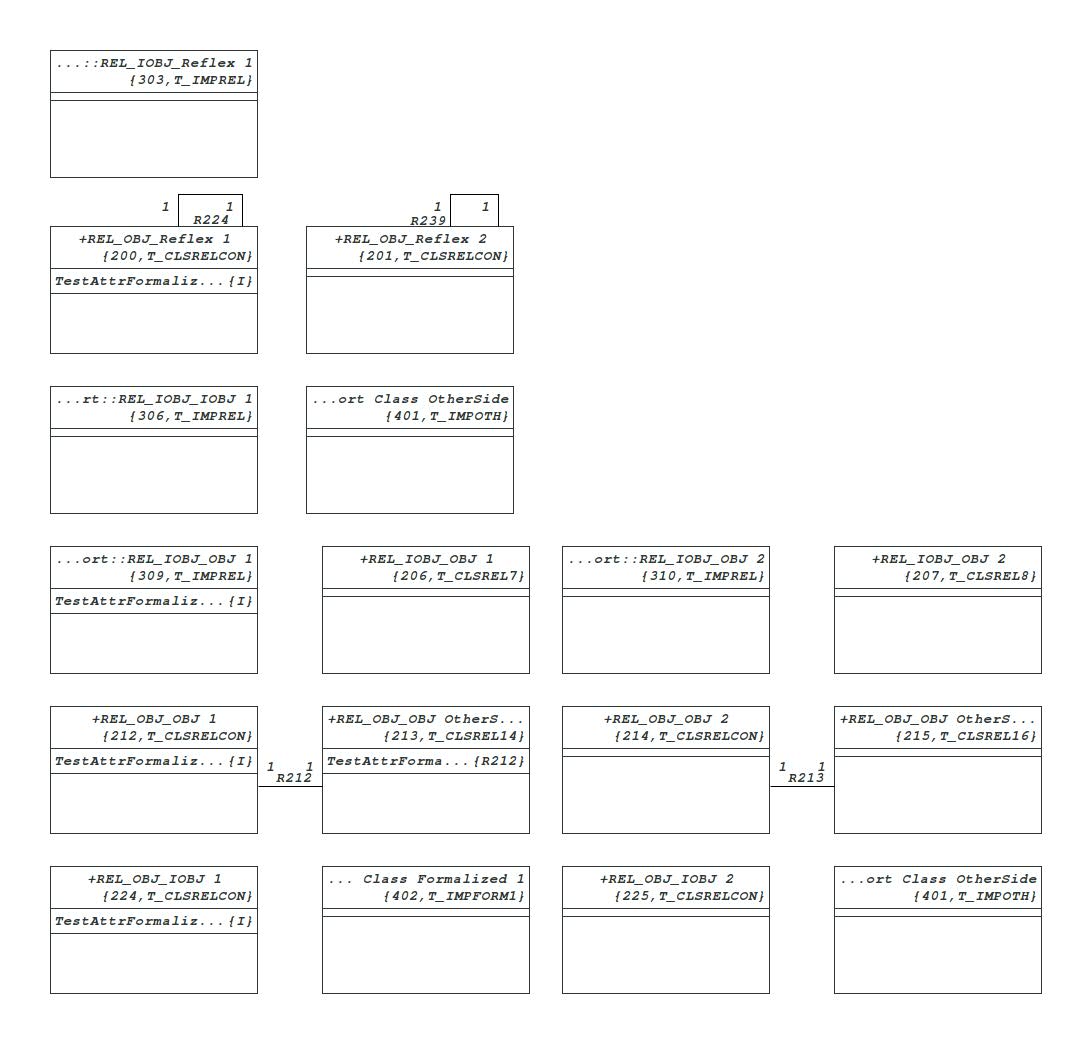 ...::REL_IOBJ_Reflex 1
{303,T_IMPREL}
1 1
R224
1 1
R239
+REL_OBJ_Reflex 1
{200,T_CLSRELCON}
TestAttrFormaliz...{I}
+REL_OBJ_Reflex 2
{201,T_CLSRELCON}
...rt::REL_IOBJ_IOBJ 1
{306,T_IMPREL}
...ort Class OtherSide
{401,T_IMPOTH}
...ort::REL_IOBJ_OBJ 1
{309,T_IMPREL}
TestAttrFormaliz...{I}
+REL_IOBJ_OBJ 1
{206,T_CLSREL7}
...ort::REL_IOBJ_OBJ 2
{310,T_IMPREL}
+REL_IOBJ_OBJ 2
{207,T_CLSREL8}
+REL_OBJ_OBJ 1
{212,T_CLSRELCON}
TestAttrFormaliz...{I}
1 1
R212
+REL_OBJ_OBJ OtherS...
{213,T_CLSREL14}
TestAttrForma...{R212}
+REL_OBJ_OBJ 2
{214,T_CLSRELCON}
1 1
R213
+REL_OBJ_OBJ OtherS...
{215,T_CLSREL16}
+REL_OBJ_IOBJ 1
{224,T_CLSRELCON}
TestAttrFormaliz...{I}
... Class Formalized 1
{402,T_IMPFORM1}
+REL_OBJ_IOBJ 2
{225,T_CLSRELCON}
...ort Class OtherSide
{401,T_IMPOTH}